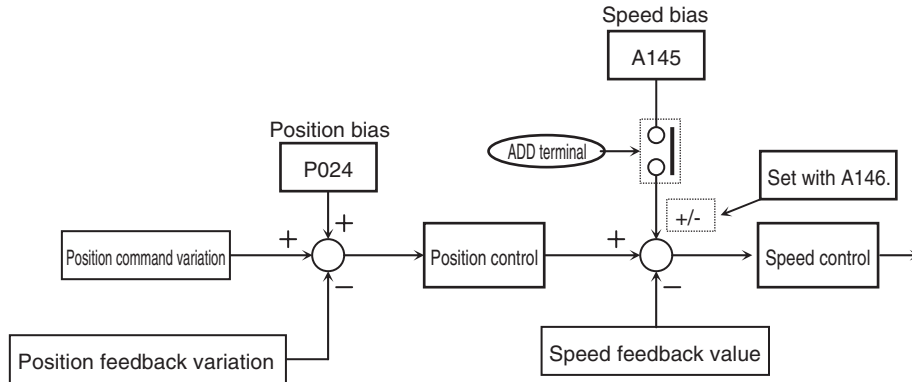 Speed bias
A145
Position bias
ADD terminal
P024
Set with A146.
+/-
+
+
+
Position command variation
Position control
Speed control
−
−
Position feedback variation
Speed feedback value